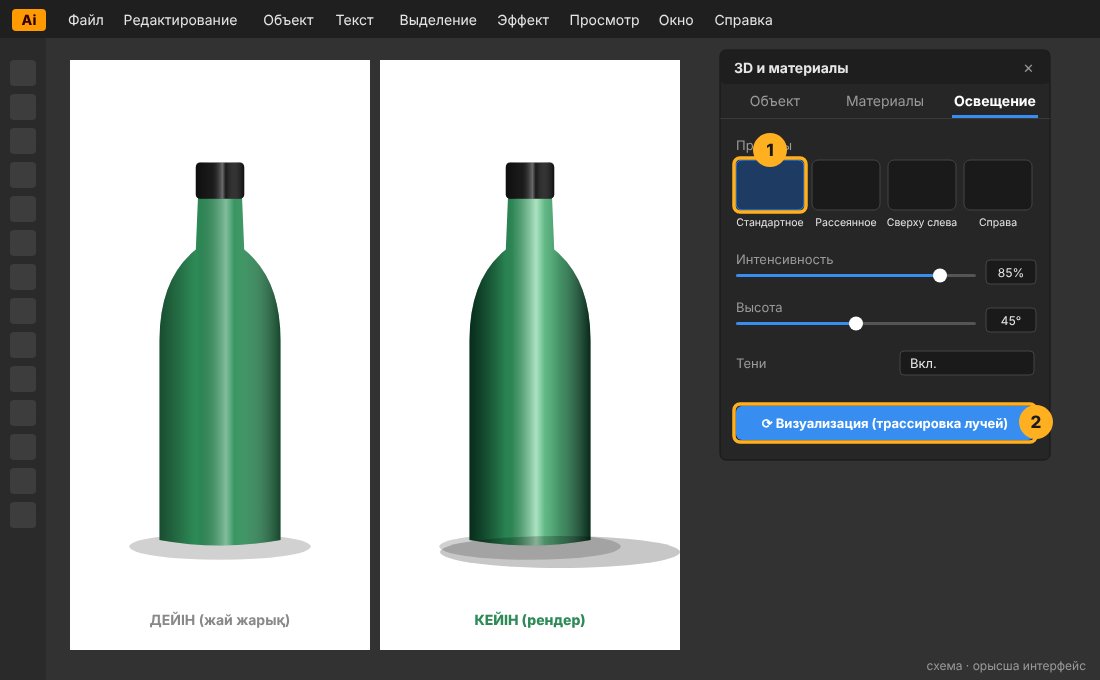 Ai Файл Редактирование Объект Текст Выделение Эффект Просмотр Окно Справка
3D и материалы ×
Объект Материалы Освещение
1
Стандартное Рассеянное Сверху слева Справа
Интенсивность
85%
Высота
45°
Тени Вкл.
⟳ Визуализация (трассировка лучей) 2
ДЕЙІН (жай жарық)
КЕЙІН (рендер)
схема · орысша интерфейс